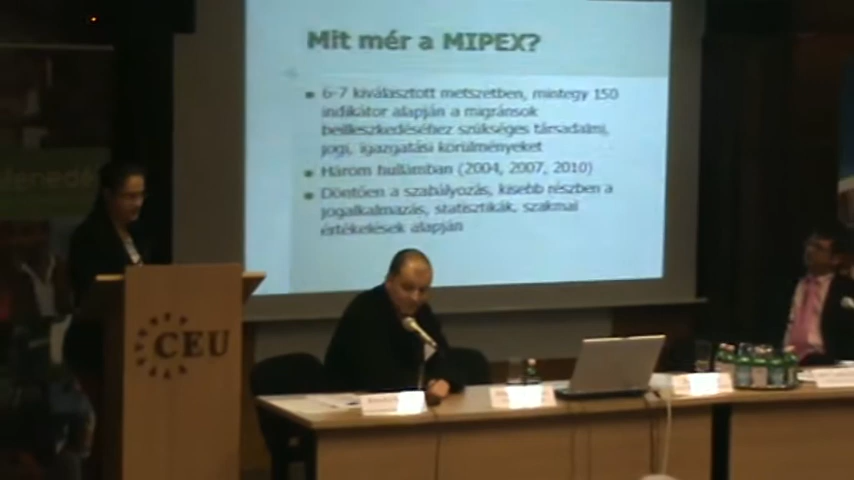 Mit mér a MIPEX?
6-7 kiválasztott metszetben, mintegy 150
indikátor alapján a migránsok
beilleszkedéséhez szükséges társadalmi,
jogi, igazgatási körülményeket
Három hullámban (2004, 2007, 2010)
Döntően a szabályozás, kisebb részben a
jogalkalmazás, statisztikák, szakmai
értékelések alapján
CEU